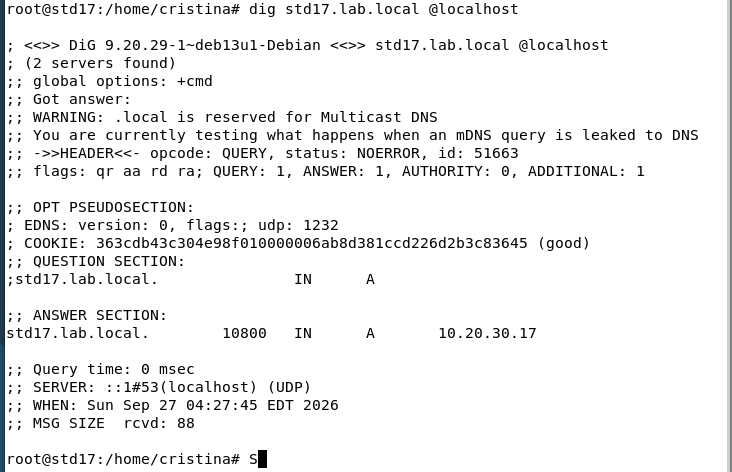 root@std17:/home/cristina# dig std17.lab.local @localhost
; <<>> DiG 9.20.29-1~deb13u1-Debian <<>> std17.lab.local @localhost
; (2 servers found)
;; global options: +cmd
;; Got answer:
;; WARNING: .local is reserved for Multicast DNS
;; You are currently testing what happens when an mDNS query is leaked to DNS
;; ->>HEADER<<- opcode: QUERY, status: NOERROR, id: 51663
;; flags: qr aa rd ra; QUERY: 1, ANSWER: 1, AUTHORITY: 0, ADDITIONAL: 1
;; OPT PSEUDOSECTION:
; EDNS: version: 0, flags:; udp: 1232
; COOKIE: 363cdb43c304e98f010000006ab8d381ccd226d2b3c83645 (good)
;; QUESTION SECTION:
;std17.lab.local. IN A
;; ANSWER SECTION:
std17.lab.local. 10800 IN A 10.20.30.17
;; Query time: 0 msec
;; SERVER: ::1#53(localhost) (UDP)
;; WHEN: Sun Sep 27 04:27:45 EDT 2026
;; MSG SIZE rcvd: 88
root@std17:/home/cristina# S